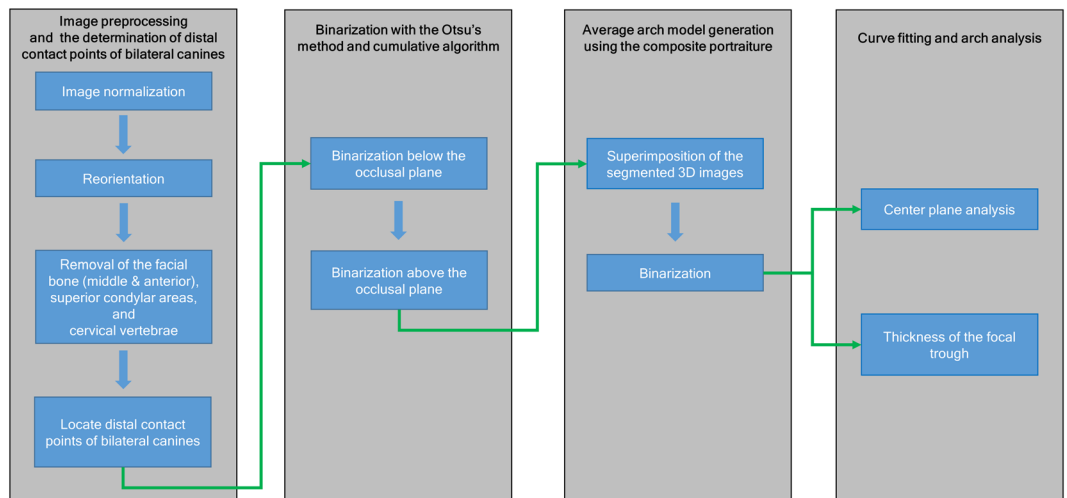 Image preprocessing
and the determination of distal
contact points of bilateral canines
Image normalization
Reorientation
Removal of the facial
bone (middle & anterior),
superior condylar areas,
and
cervical vertebrae
Locate distal contact
points of bilateral canines
Binarization with the Otsu's
method and cumulative algorithm
Binarization below the
occlusal plane
Binarization above the
occlusal plane
Average arch model generation
using the composite portraiture
Superimposition of the
segmented 3D images
Binarization
Curve fitting and arch analysis
Center plane analysis
Thickness of the focal
trough